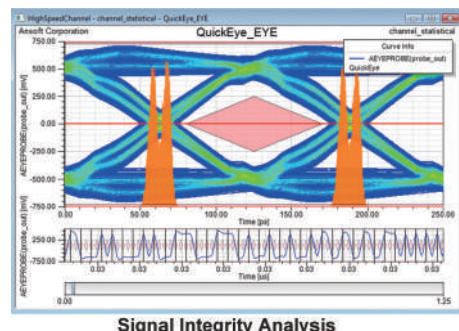 HighSpeedChannel - channel_statistical - QuickEye_EYE
Ansoft Corporation
QuickEye_EYE
channel_statistical
Curve Info
AEYEPROBE(probe_out)
QuickEye
AEYEPROBE(probe_out) [mV]
750.00
500.00
250.00
0.00
-250.00
-500.00
-750.00
0.00 50.00 100.00 150.00 200.00 250.00
Time [ps]
AEYEPROBE(probe_out) [mV]
250.00
-750.00
0.03 0.03 0.03 0.03 0.03 0.03 0.03 0.03
Time [us]
0.00 1.25
Signal Integrity Analysis